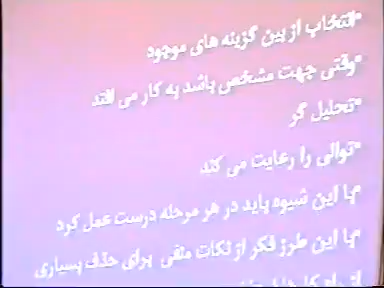 •انتخاب از بین گزینه های موجود
•وقتی جهت مشخص باشد به کار می افتد
•تحلیل گر
•توالی را رعایت می کند
•با این شیوه باید در هر مرحله درست عمل کرد
•با این طرز فکر از نکات منفی برای حذف بسیاری
از راه